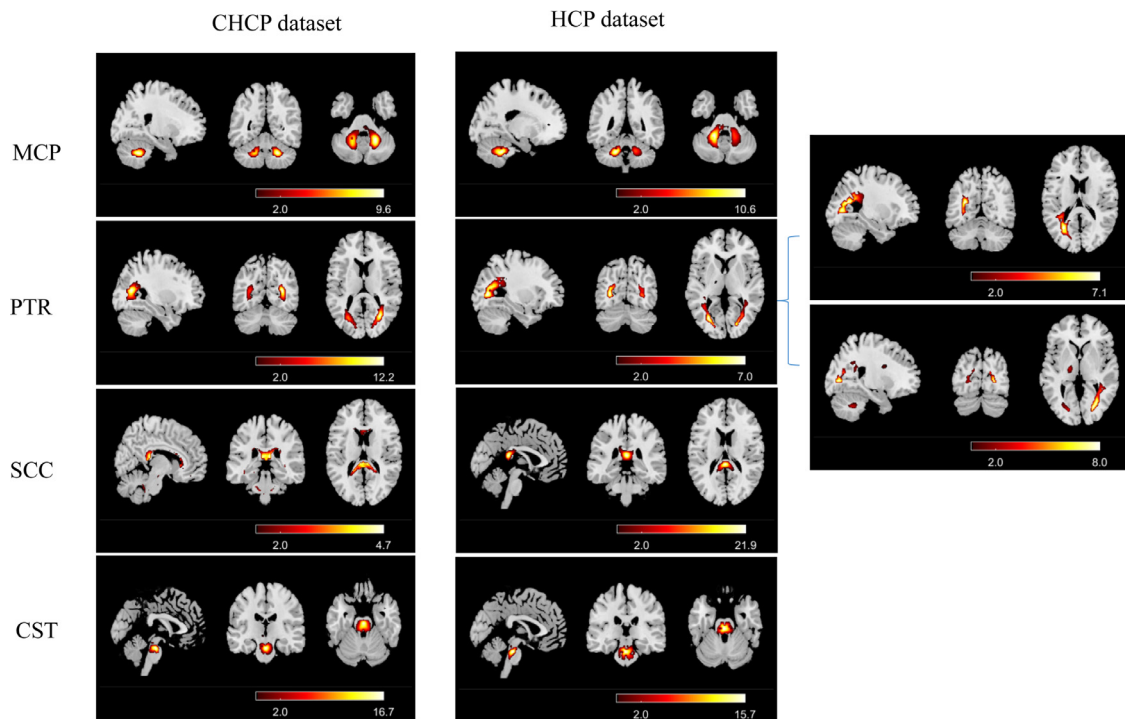 CHCP dataset
HCP dataset
MCP
2.0 9.6
2.0 10.6
PTR
2.0 12.2
2.0 7.0
2.0 7.1
2.0 8.0
SCC
2.0 4.7
2.0 21.9
CST
2.0 16.7
2.0 15.7